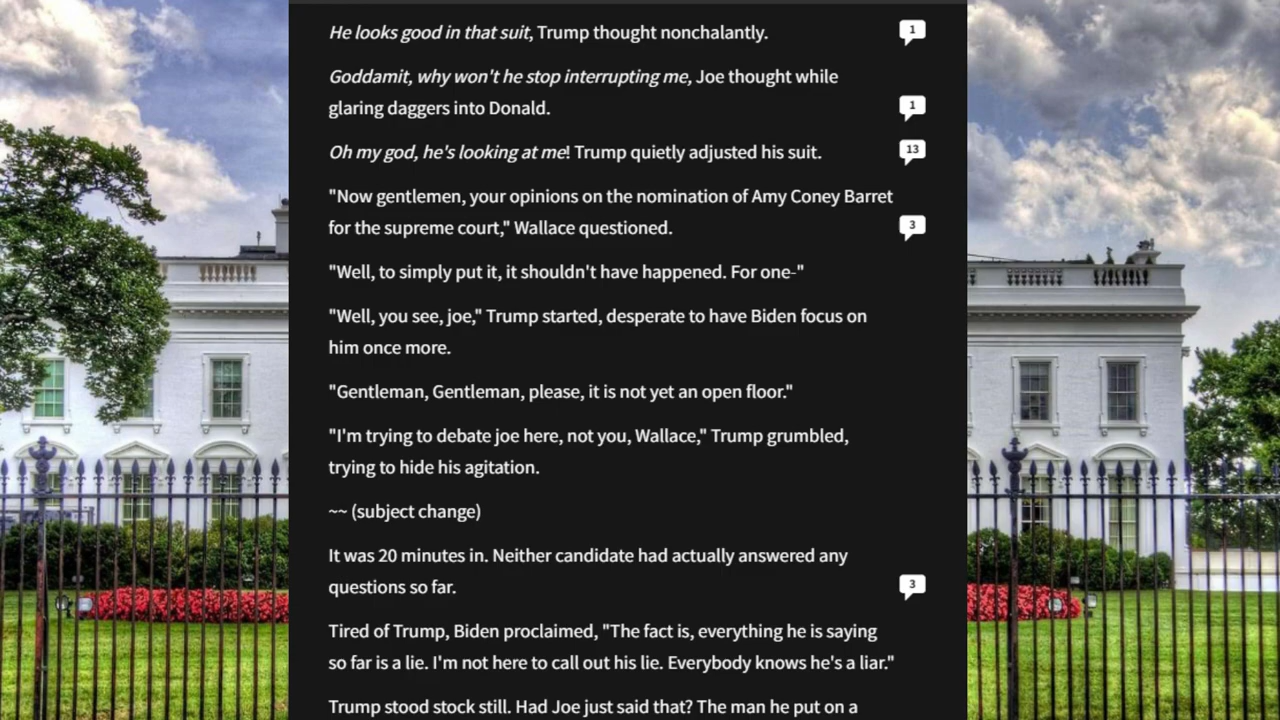 He looks good in that suit, Trump thought nonchalantly.
1
Goddamit, why won't he stop interrupting me, Joe thought while
glaring daggers into Donald.
1
Oh my god, he's looking at me! Trump quietly adjusted his suit.
13
"Now gentlemen, your opinions on the nomination of Amy Coney Barret
for the supreme court," Wallace questioned.
3
"Well, to simply put it, it shouldn't have happened. For one-"
"Well, you see, joe," Trump started, desperate to have Biden focus on
him once more.
"Gentleman, Gentleman, please, it is not yet an open floor."
"I'm trying to debate joe here, not you, Wallace," Trump grumbled,
trying to hide his agitation.
~~ (subject change)
It was 20 minutes in. Neither candidate had actually answered any
questions so far.
3
Tired of Trump, Biden proclaimed, "The fact is, everything he is saying
so far is a lie. I'm not here to call out his lie. Everybody knows he's a liar."
Trump stood stock still. Had Joe just said that? The man he put on a